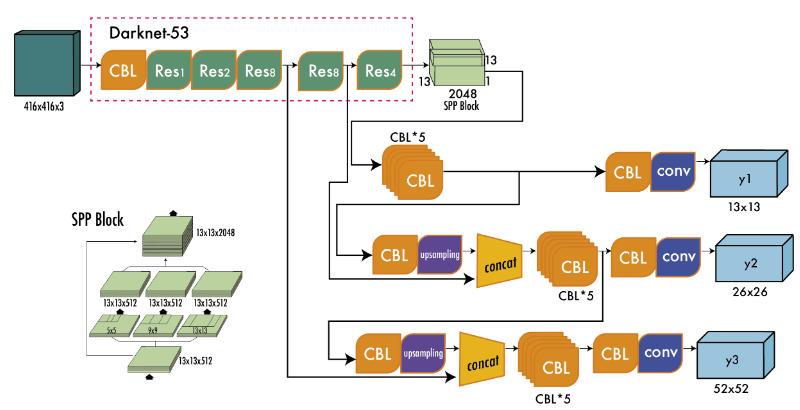 Darknet-53
CBL
Res1
Res2
Res8
Res8
Res4
416x416x3
13
13
1
2048
SPP Block
CBL*5
CBL
CBL
conv
y1
13x13
SPP Block
13x13x2048
13x13x512
13x13x512
13x13x512
5x5
9x9
13x13
13x13x512
CBL
upsampling
concat
CBL
CBL*5
CBL
conv
y2
26x26
CBL
upsampling
concat
CBL
CBL*5
CBL
conv
y3
52x52